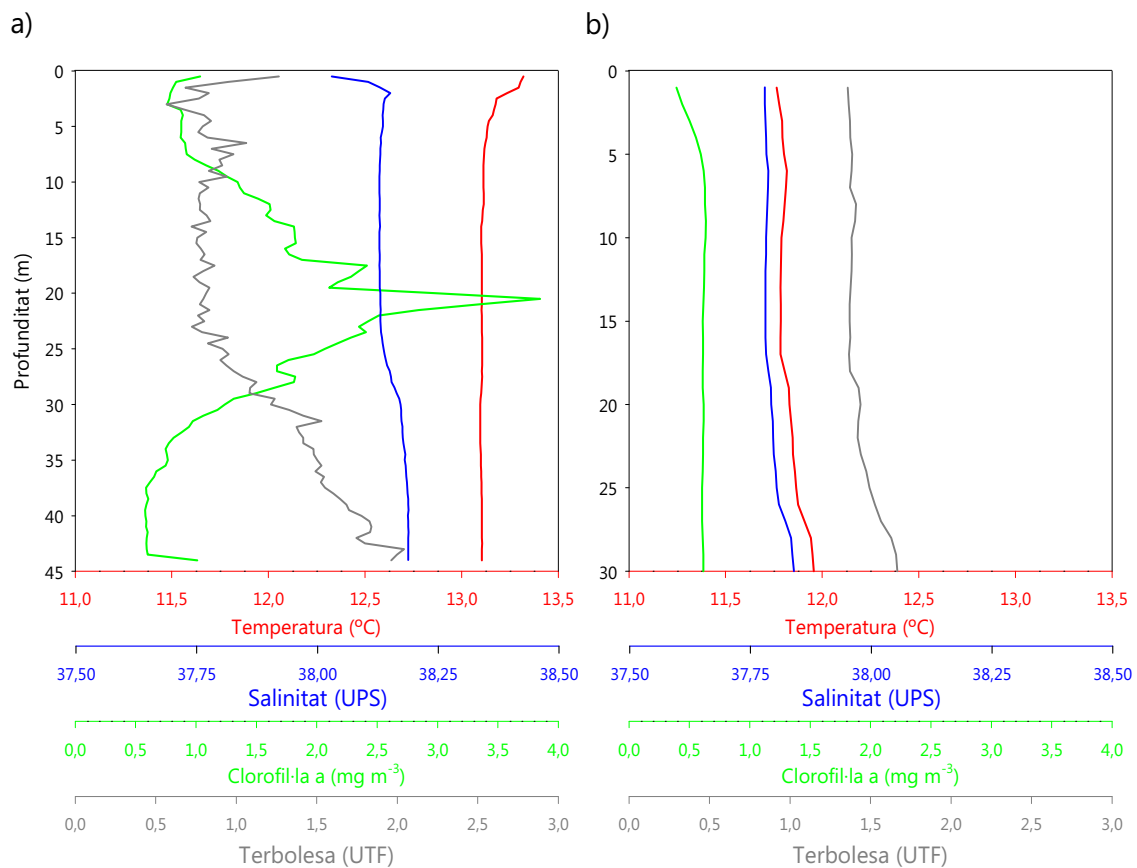 a)
0
5
10
15
20
25
30
35
40
45
Profunditat (m)
11,0 11,5 12,0 12,5 13,0 13,5
Temperatura (ºC)
37,50 37,75 38,00 38,25 38,50
Salinitat (UPS)
0,0 0,5 1,0 1,5 2,0 2,5 3,0 3,5 4,0
Clorofil·la a (mg m⁻³)
0,0 0,5 1,0 1,5 2,0 2,5 3,0
Terbolesa (UTF)
b)
0
5
10
15
20
25
30
11,0 11,5 12,0 12,5 13,0 13,5
Temperatura (ºC)
37,50 37,75 38,00 38,25 38,50
Salinitat (UPS)
0,0 0,5 1,0 1,5 2,0 2,5 3,0 3,5 4,0
Clorofil·la a (mg m⁻³)
0,0 0,5 1,0 1,5 2,0 2,5 3,0
Terbolesa (UTF)